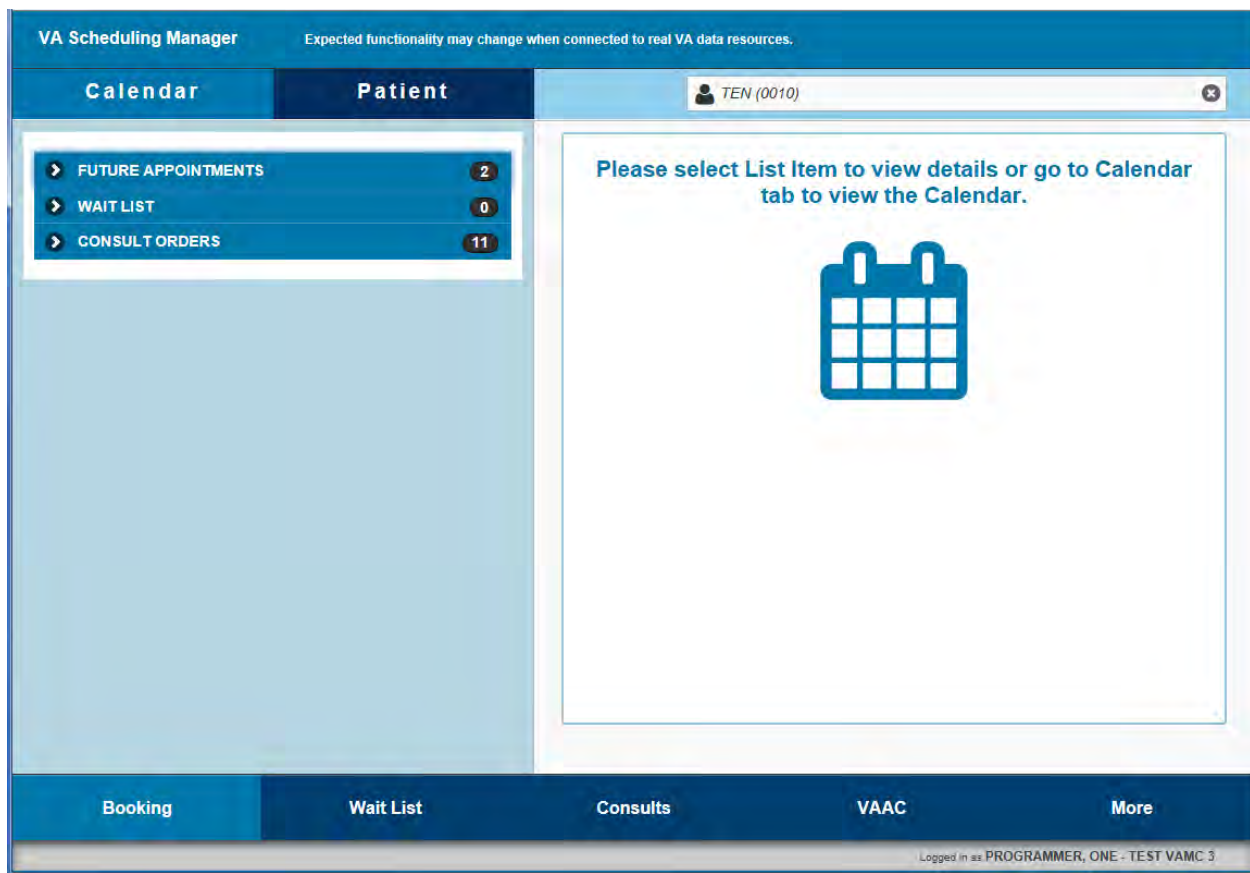 VA Scheduling Manager
Expected functionality may change when connected to real VA data resources.
Calendar
Patient
TEN (0010)
FUTURE APPOINTMENTS 2
WAIT LIST 0
CONSULT ORDERS 11
Please select List Item to view details or go to Calendar
tab to view the Calendar.
Booking
Wait List
Consults
VAAC
More
Logged in as PROGRAMMER, ONE - TEST VAMC 3